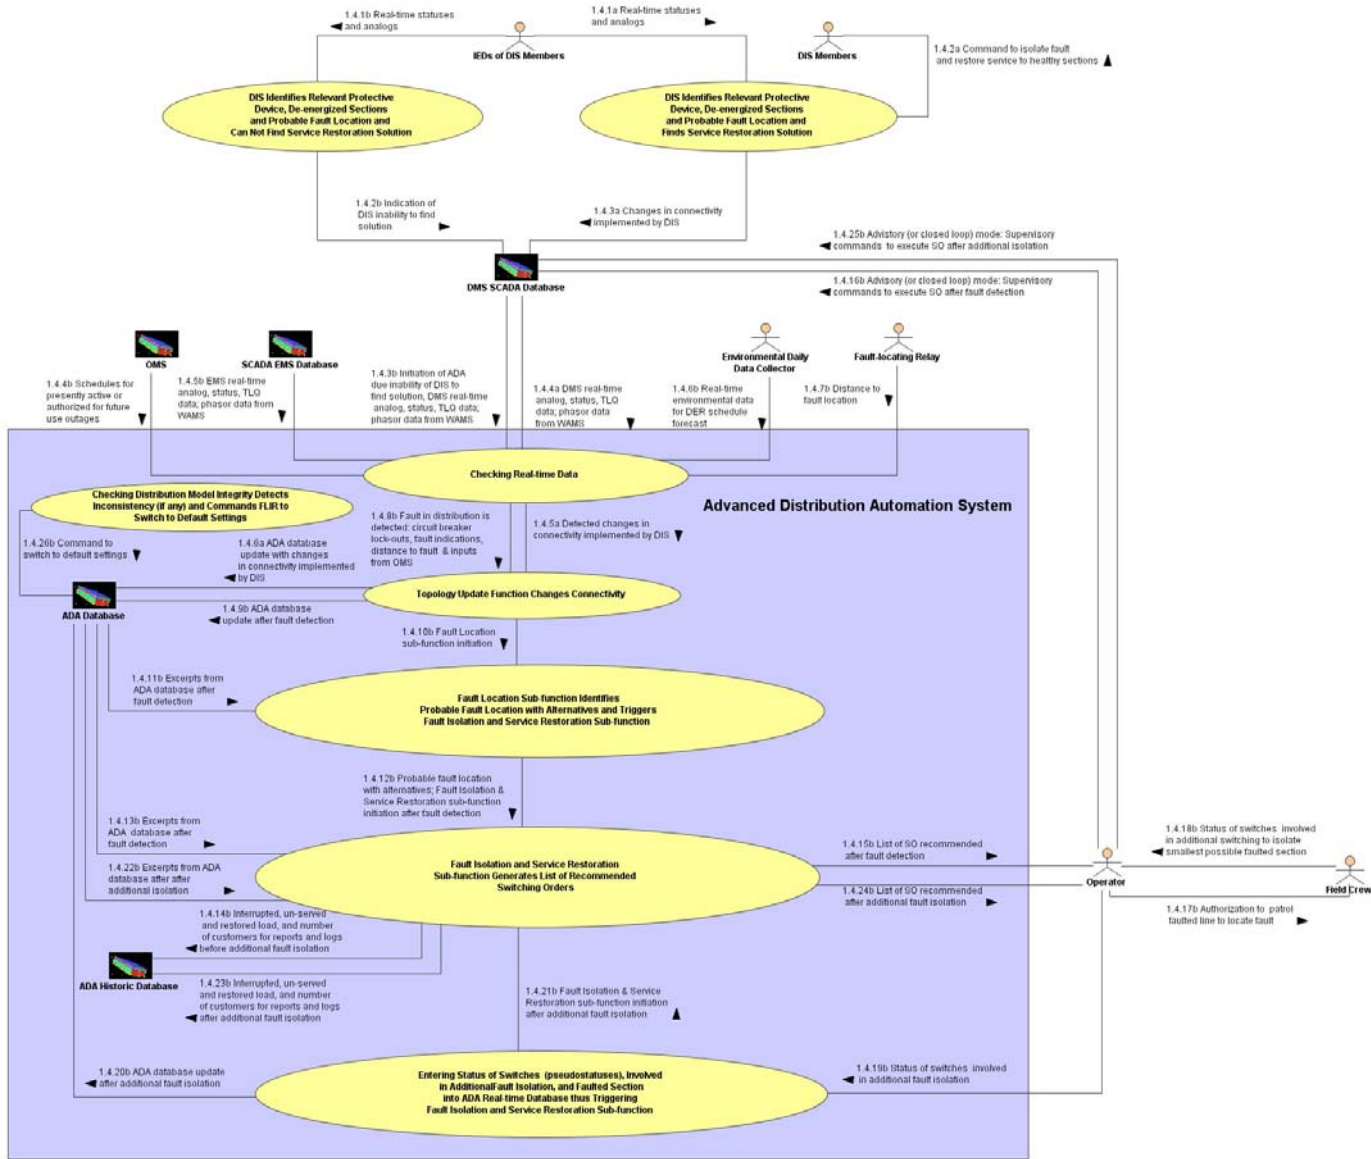 1.4.1b Real-time statuses
and analogs
1.4.1a Real-time statuses
and analogs
IEDs of DIS Members
DIS Members
1.4.2a Command to isolate fault
and restore service to healthy sections
DIS Identifies Relevant Protective
Device, De-energized Sections
and Probable Fault Location and
Can Not Find Service Restoration Solution
DIS Identifies Relevant Protective
Device, De-energized Sections
and Probable Fault Location and
Finds Service Restoration Solution
1.4.2b Indication of
DIS inability to find
solution
1.4.3a Changes in connectivity
implemented by DIS
1.4.25b Advistory (or closed loop) mode: Supervisory
commands to execute SO after additional isolation
DMS SCADA Database
1.4.16b Advisory (or closed loop) mode: Supervisory
commands to execute SO after fault detection
OMS
SCADA EMS Database
Environmental Daily
Data Collector
Fault-locating Relay
1.4.4b Schedules for
presently active or
authorized for future
use outages
1.4.5b EMS real-time
analog, status, TLQ
data; phasor data from
WAMS
1.4.3b Initiation of ADA
due inability of DIS to
find solution, DMS real-time
analog, status, TLQ data;
phasor data from WAMS
1.4.4a DMS real-time
analog, status, TLQ
data; phasor data
from WAMS
1.4.6b Real-time
environmental data
for DER schedule
forecast
1.4.7b Distance to
fault location
Checking Real-time Data
Advanced Distribution Automation System
Checking Distribution Model Integrity Detects
Inconsistency (if any) and Commands FLIR to
Switch to Default Settings
1.4.8b Fault in distribution is
detected: circuit breaker
lock-outs, fault indications,
distance to fault & inputs
from OMS
1.4.5a Detected changes in
connectivity implemented by DIS
1.4.26b Command to
switch to default settings
1.4.6a ADA database
update with changes
in connectivity implemented
by DIS
ADA Database
Topology Update Function Changes Connectivity
1.4.9b ADA database
update after fault detection
1.4.10b Fault Location
sub-function initiation
1.4.11b Excerpts from
ADA database after
fault detection
Fault Location Sub-function Identifies
Probable Fault Location with Alternatives and Triggers
Fault Isolation and Service Restoration Sub-function
1.4.12b Probable fault location
with alternatives; Fault Isolation &
Service Restoration sub-function
initiation after fault detection
1.4.13b Excerpts from
ADA database after
fault detection
1.4.22b Excerpts from ADA
database after after
additional isolation
Fault Isolation and Service Restoration
Sub-function Generates List of Recommended
Switching Orders
1.4.15b List of SO recommended
after fault detection
1.4.24b List of SO recommended
after additional fault isolation
Operator
1.4.18b Status of switches involved
in additional switching to isolate
smallest possible faulted section
Field Crew
1.4.17b Authorization to patrol
faulted line to locate fault
1.4.14b Interrupted, un-served
and restored load, and number
of customers for reports and logs
before additional fault isolation
ADA Historic Database
1.4.23b Interrupted, un-served
and restored load, and number
of customers for reports and logs
after additional fault isolation
1.4.21b Fault Isolation & Service
Restoration sub-function initiation
after additional fault isolation
1.4.20b ADA database update
after additional fault isolation
Entering Status of Switches (pseudostatuses), Involved
in AdditionalFault Isolation, and Faulted Section
into ADA Real-time Database thus Triggering
Fault Isolation and Service Restoration Sub-function
1.4.19b Status of switches involved
in additional fault isolation